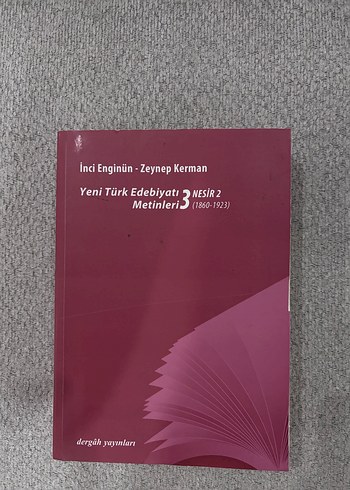 İnci Enginün - Zeynep Kerman
Yeni Türk Edebiyatı
Metinleri 3 NESİR 2
(1860-1923)
dergâh yayınları